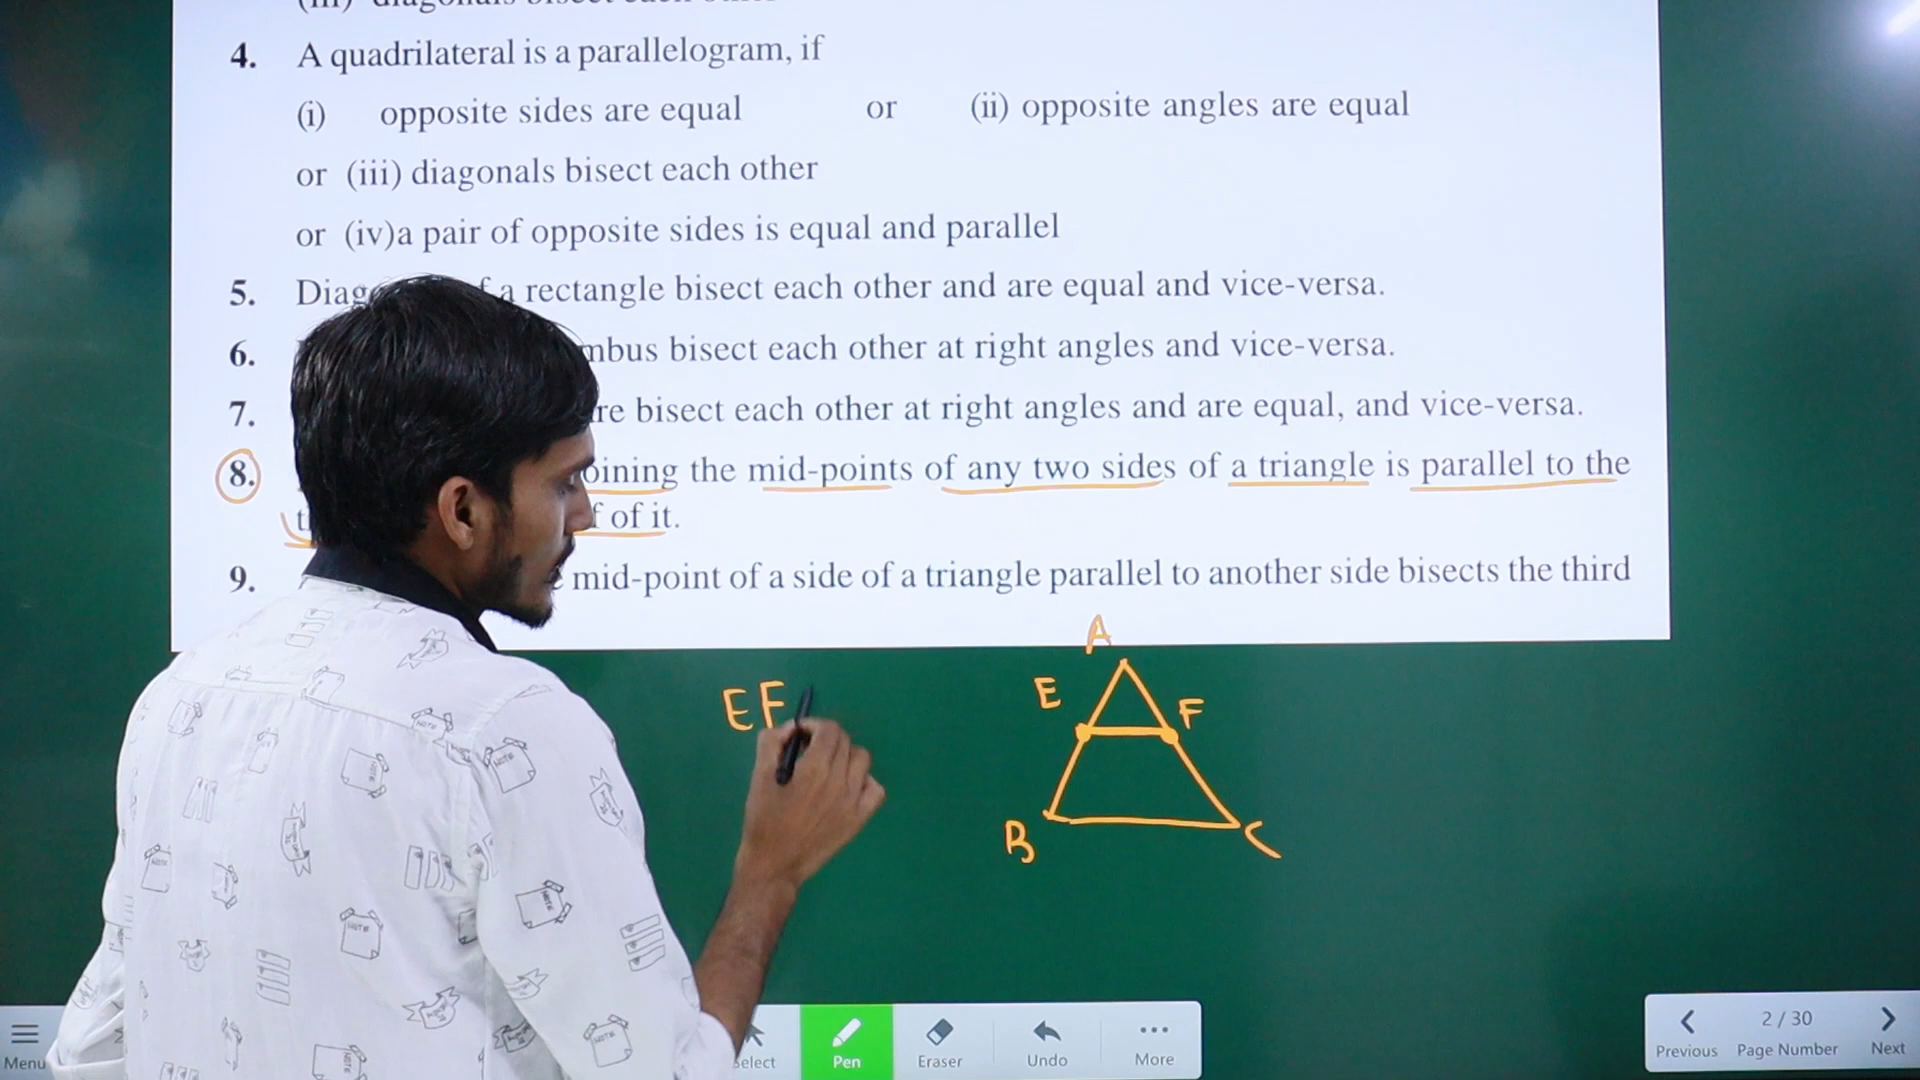 4. A quadrilateral is a parallelogram, if
(i) opposite sides are equal or (ii) opposite angles are equal
or (iii) diagonals bisect each other
or (iv) a pair of opposite sides is equal and parallel
5. a rectangle bisect each other and are equal and vice-versa.
6. bisect each other at right angles and vice-versa.
7. bisect each other at right angles and are equal, and vice-versa.
8. the mid-points of any two sides of a triangle is parallel to the
of it.
9. mid-point of a side of a triangle parallel to another side bisects the third
A
E
F
EF
B
C
NOTE
NOTE
NOTE
Menu
Select
Pen
Eraser
Undo
More
Previous
2 / 30
Page Number
Next